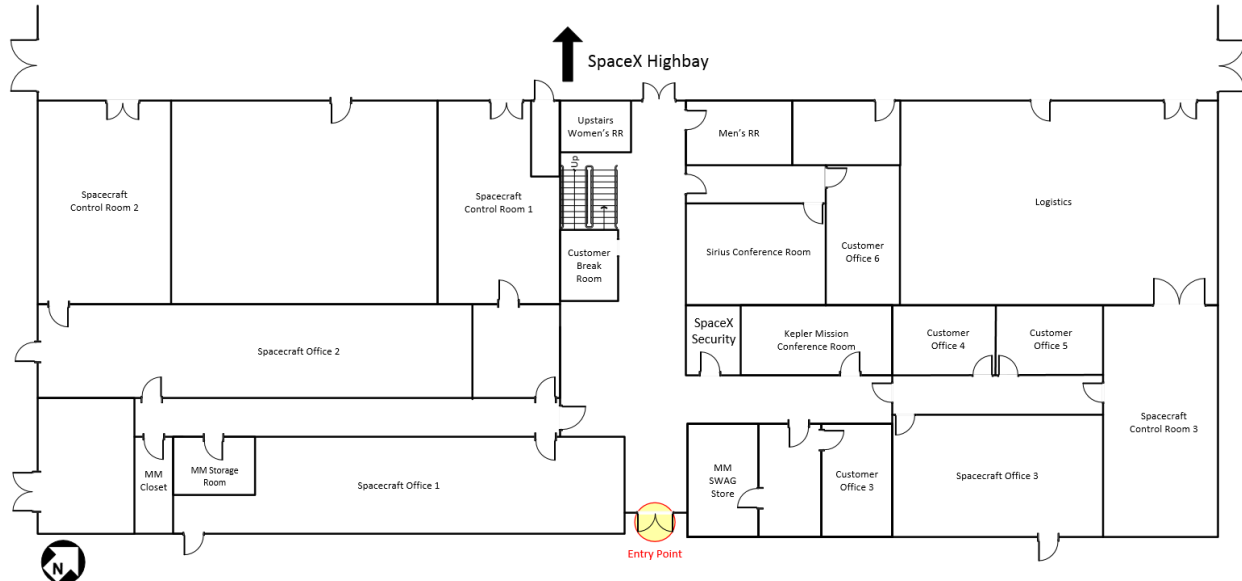 SpaceX Highbay
Upstairs
Women's RR
Men's RR
Up
Spacecraft
Control Room 2
Spacecraft
Control Room 1
Logistics
Customer
Break
Room
Sirius Conference Room
Customer
Office 6
SpaceX
Security
Kepler Mission
Conference Room
Customer
Office 4
Customer
Office 5
Spacecraft Office 2
Spacecraft
Control Room 3
MM
Closet
MM Storage
Room
Spacecraft Office 1
MM
SWAG
Store
Customer
Office 3
Spacecraft Office 3
Entry Point
N